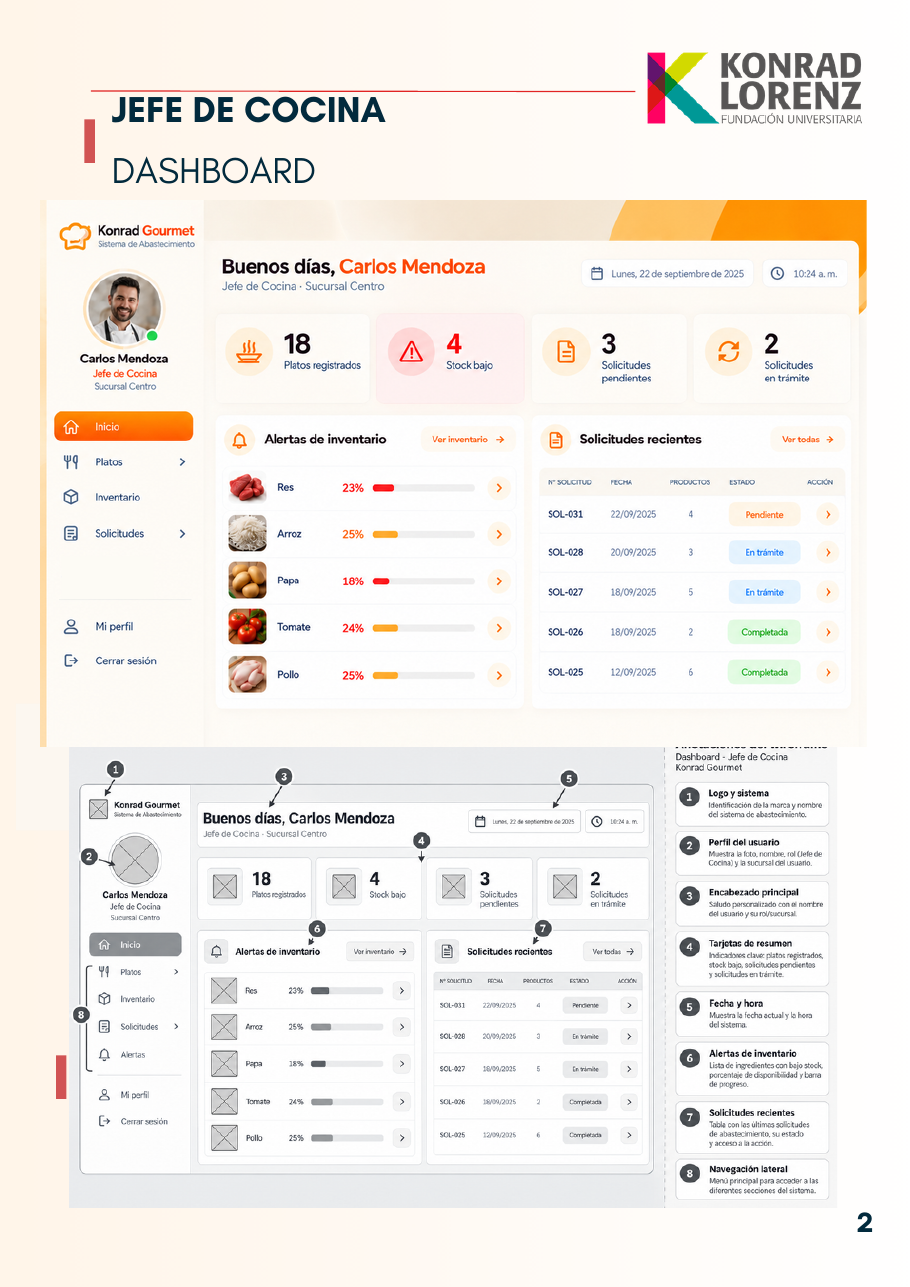 KONRAD
LORENZ
FUNDACIÓN UNIVERSITARIA
JEFE DE COCINA
DASHBOARD
Konrad Gourmet
Sistema de Abastecimiento
Carlos Mendoza
Jefe de Cocina
Sucursal Centro
Inicio
Platos
Inventario
Solicitudes
Mi perfil
Cerrar sesión
Buenos días, Carlos Mendoza
Jefe de Cocina · Sucursal Centro
Lunes, 22 de septiembre de 2025
10:24 a. m.
18
Platos registrados
4
Stock bajo
3
Solicitudes
pendientes
2
Solicitudes
en trámite
Alertas de inventario
Ver inventario
Res 23%
Arroz 25%
Papa 18%
Tomate 24%
Pollo 25%
Solicitudes recientes
Ver todas
N° SOLICITUD FECHA PRODUCTOS ESTADO ACCIÓN
SOL-031 22/09/2025 4 Pendiente
SOL-028 20/09/2025 3 En trámite
SOL-027 18/09/2025 5 En trámite
SOL-026 18/09/2025 2 Completada
SOL-025 12/09/2025 6 Completada
1
2
3
4
5
6
7
8
Konrad Gourmet
Sistema de Abastecimiento
Carlos Mendoza
Jefe de Cocina
Sucursal Centro
Inicio
Platos
Inventario
Solicitudes
Alertas
Mi perfil
Cerrar sesión
Buenos días, Carlos Mendoza
Jefe de Cocina · Sucursal Centro
Lunes, 22 de septiembre de 2025
10:24 a. m.
18
Platos registrados
4
Stock bajo
3
Solicitudes
pendientes
2
Solicitudes
en trámite
Alertas de inventario
Ver inventario
Res 23%
Arroz 25%
Papa 18%
Tomate 24%
Pollo 25%
Solicitudes recientes
Ver todas
N° SOLICITUD FECHA PRODUCTOS ESTADO ACCIÓN
SOL-031 22/09/2025 4 Pendiente
SOL-028 20/09/2025 3 En trámite
SOL-027 18/09/2025 5 En trámite
SOL-026 18/09/2025 2 Completada
SOL-025 12/09/2025 6 Completada
Dashboard - Jefe de Cocina
Konrad Gourmet
1 Logo y sistema
Identificación de la marca y nombre
del sistema de abastecimiento.
2 Perfil del usuario
Muestra la foto, nombre, rol (Jefe de
Cocina) y la sucursal del usuario.
3 Encabezado principal
Saludo personalizado con el nombre
del usuario y su rol/sucursal.
4 Tarjetas de resumen
Indicadores clave: platos registrados,
stock bajo, solicitudes pendientes
y solicitudes en trámite.
5 Fecha y hora
Muestra la fecha actual y la hora
del sistema.
6 Alertas de inventario
Lista de ingredientes con bajo stock,
porcentaje de disponibilidad y barra
de progreso.
7 Solicitudes recientes
Tabla con las últimas solicitudes
de abastecimiento, su estado
y acceso a la acción.
8 Navegación lateral
Menú principal para acceder a las
diferentes secciones del sistema.
2